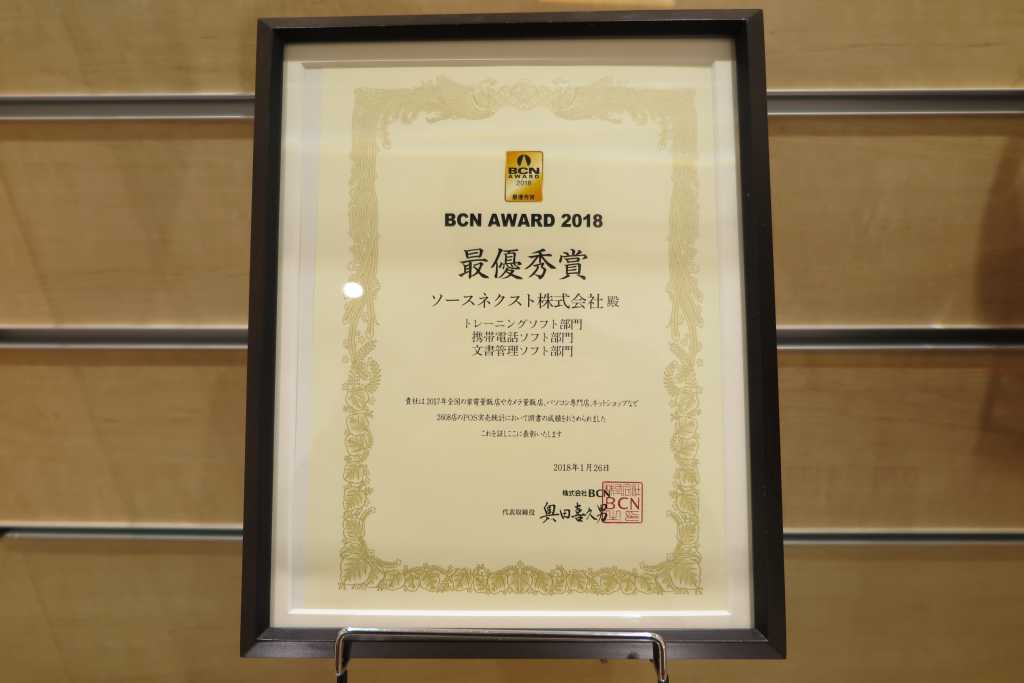 BCN
AWARD
2018
最優秀賞
BCN AWARD 2018
最優秀賞
ソースネクスト株式会社 殿
トレーニングソフト部門
携帯電話ソフト部門
文書管理ソフト部門
貴社は2017年全国の家電量販店やカメラ量販店、パソコン専門店、ネットショップなど
2608店のPOS実売統計において頭書の成績をおさめられました
これを証しここに表彰いたします
2018年1月26日
株式会社BCN
代表取締役 奥田喜久男
BCN